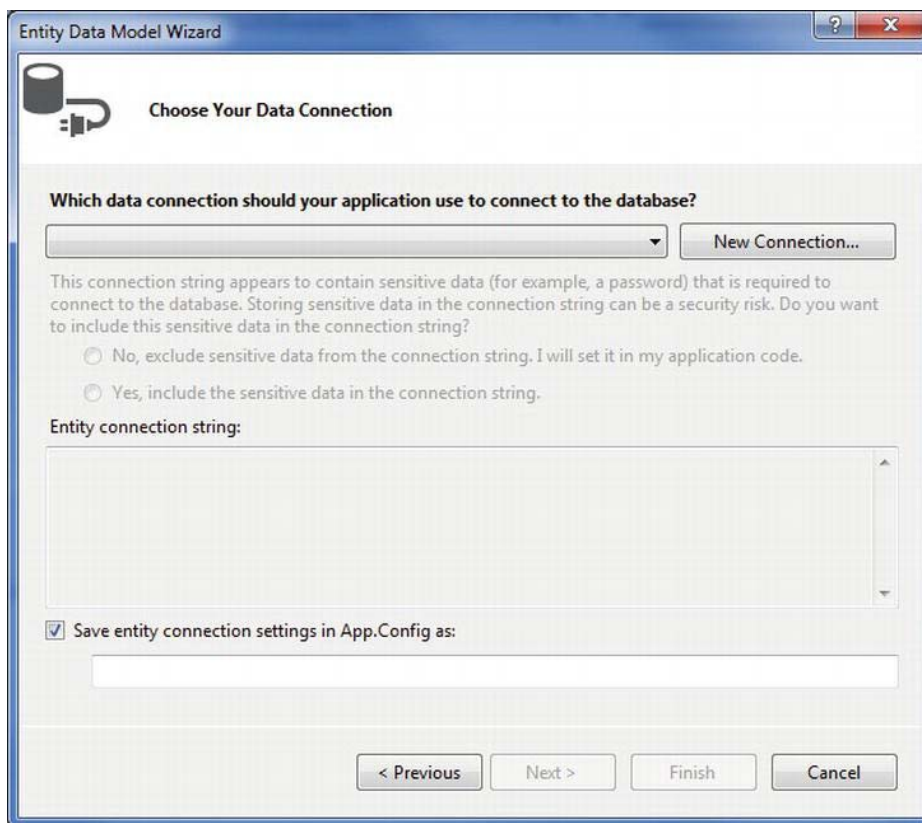 Entity Data Model Wizard
?
Choose Your Data Connection
Which data connection should your application use to connect to the database?
New Connection...
This connection string appears to contain sensitive data (for example, a password) that is required to
connect to the database. Storing sensitive data in the connection string can be a security risk. Do you want
to include this sensitive data in the connection string?
No, exclude sensitive data from the connection string. I will set it in my application code.
Yes, include the sensitive data in the connection string.
Entity connection string:
Save entity connection settings in App.Config as:
< Previous
Next >
Finish
Cancel